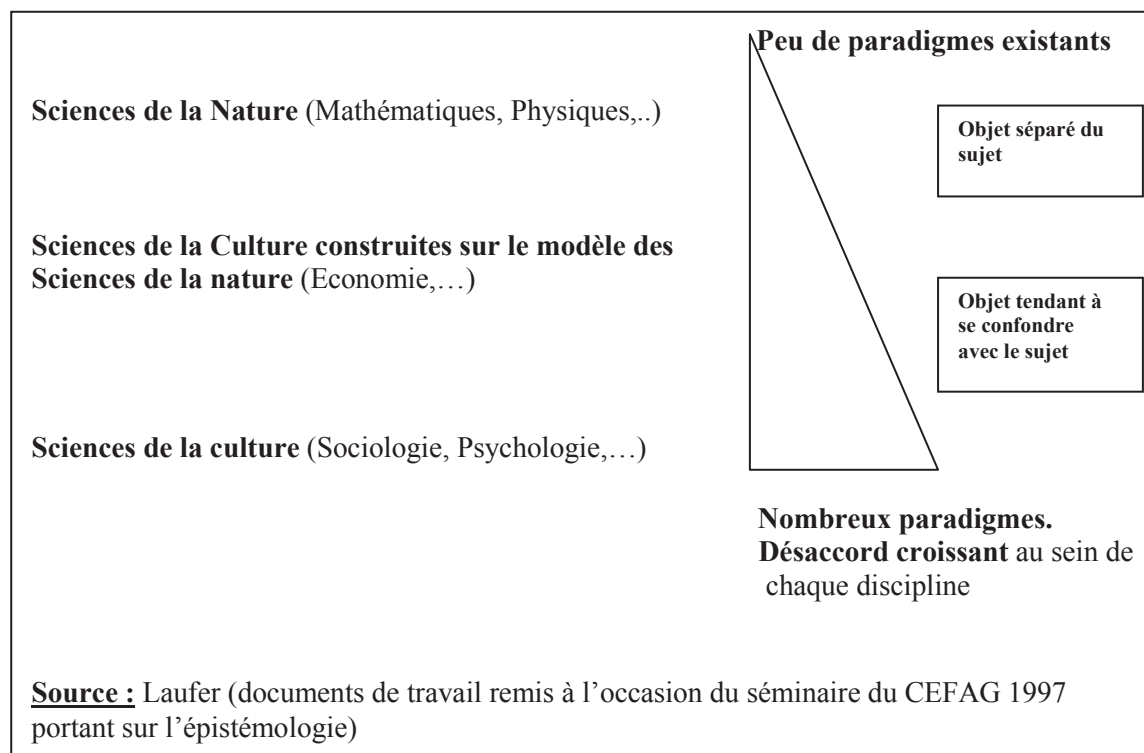 Peu de paradigmes existants
Sciences de la Nature (Mathématiques, Physiques,..)
Objet séparé du
sujet
Sciences de la Culture construites sur le modèle des
Sciences de la nature (Economie,…)
Objet tendant à
se confondre
avec le sujet
Sciences de la culture (Sociologie, Psychologie,…)
Nombreux paradigmes.
Désaccord croissant au sein de
chaque discipline
Source : Laufer (documents de travail remis à l’occasion du séminaire du CEFAG 1997
portant sur l’épistémologie)